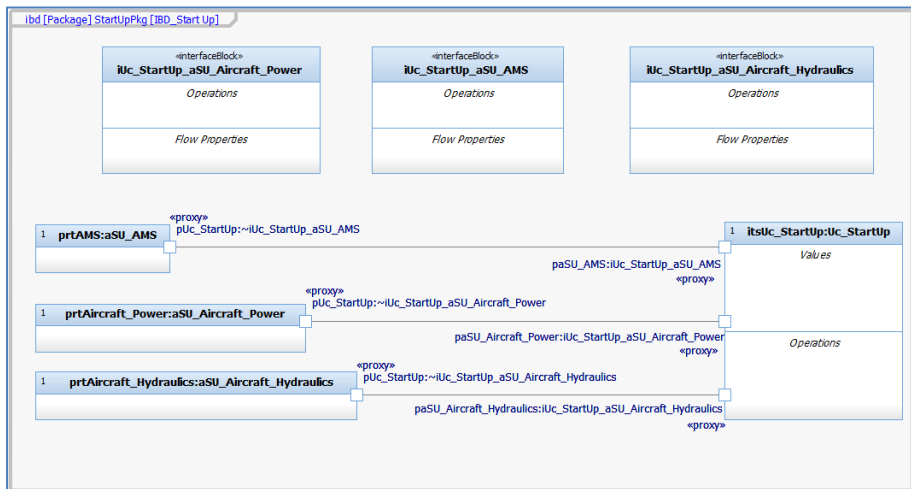 ibd [Package] StartUpPkg [IBD_Start Up]
«interfaceBlock»
iUc_StartUp_aSU_Aircraft_Power
Operations
Flow Properties
«interfaceBlock»
iUc_StartUp_aSU_AMS
Operations
Flow Properties
«interfaceBlock»
iUc_StartUp_aSU_Aircraft_Hydraulics
Operations
Flow Properties
1 prtAMS:aSU_AMS
«proxy»
pUc_StartUp:~iUc_StartUp_aSU_AMS
paSU_AMS:iUc_StartUp_aSU_AMS
«proxy»
1 prtAircraft_Power:aSU_Aircraft_Power
«proxy»
pUc_StartUp:~iUc_StartUp_aSU_Aircraft_Power
paSU_Aircraft_Power:iUc_StartUp_aSU_Aircraft_Power
«proxy»
1 prtAircraft_Hydraulics:aSU_Aircraft_Hydraulics
«proxy»
pUc_StartUp:~iUc_StartUp_aSU_Aircraft_Hydraulics
paSU_Aircraft_Hydraulics:iUc_StartUp_aSU_Aircraft_Hydraulics
«proxy»
1 itsUc_StartUp:Uc_StartUp
Values
Operations